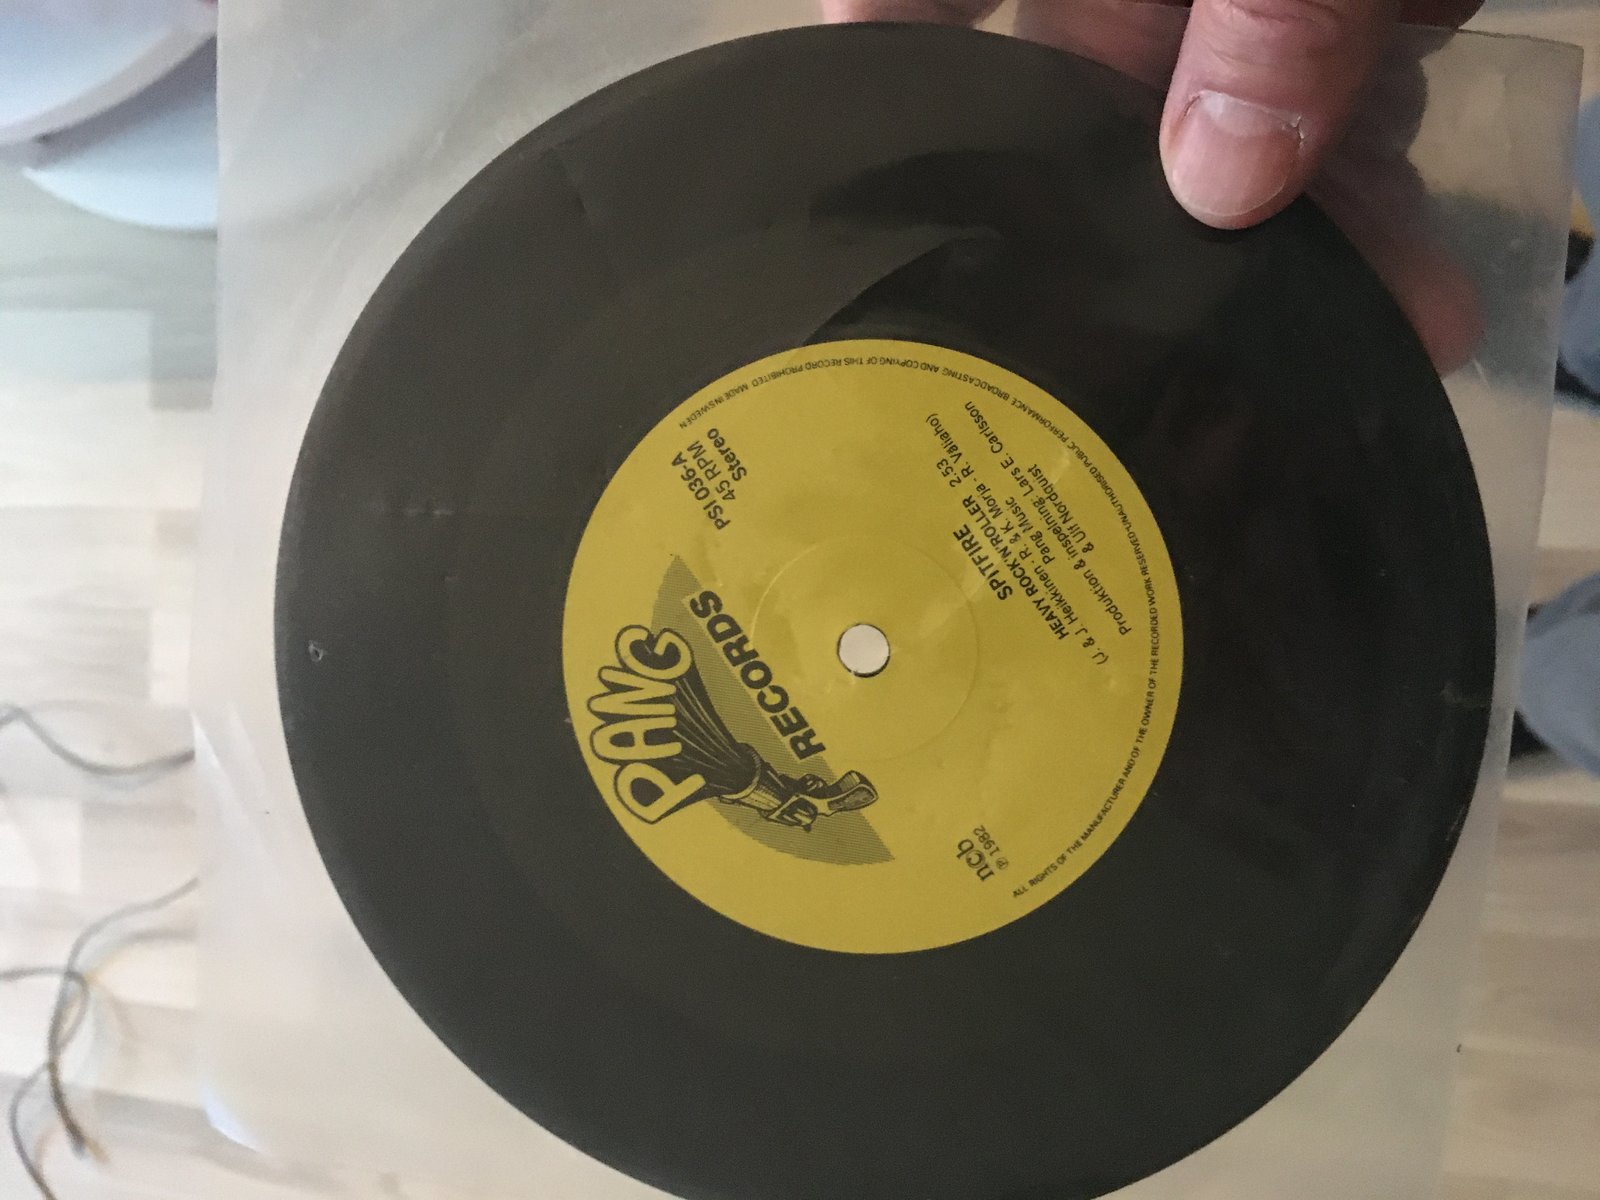 PANG
RECORDS
PSI 036-A
45 RPM
Stereo
ncb
℗ 1982
SPITFIRE
HEAVY ROCK'N'ROLLER 2.53
(J. & J. Heikkinen - R. & K. Morja - R. Väliaho)
Pang Music
Produktion & inspelning: Lars E. Carlsson
& Ulf Nordquist
ALL RIGHTS OF THE MANUFACTURER AND OF THE OWNER OF THE RECORDED WORK RESERVED UNAUTHORISED PUBLIC PERFORMANCE BROADCASTING AND COPYING OF THIS RECORD PROHIBITED MADE IN SWEDEN